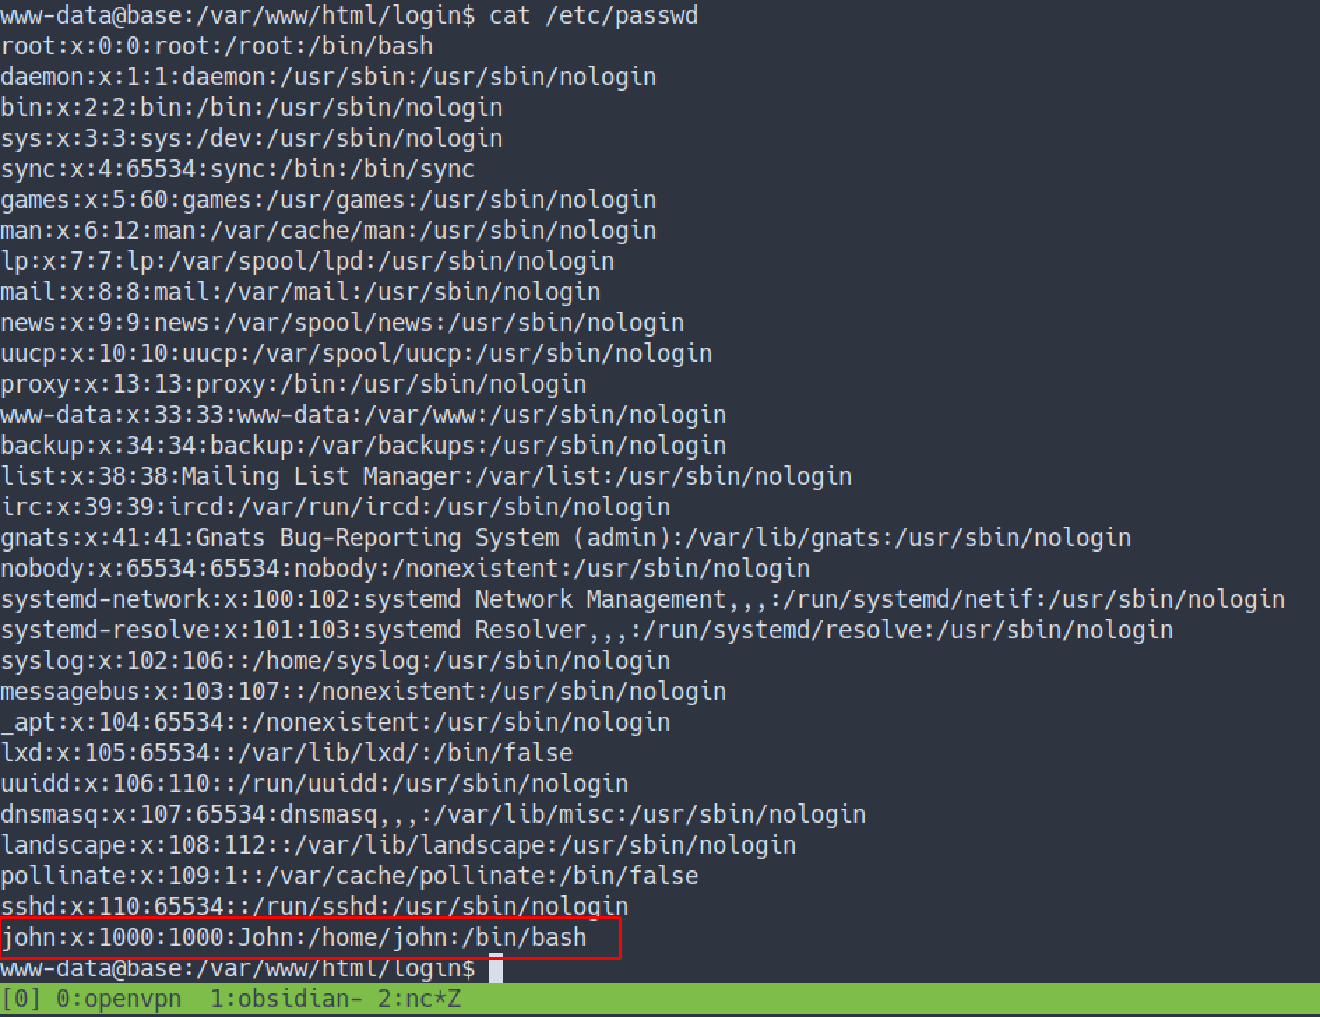 www-data@base:/var/www/html/login$ cat /etc/passwd
root:x:0:0:root:/root:/bin/bash
daemon:x:1:1:daemon:/usr/sbin:/usr/sbin/nologin
bin:x:2:2:bin:/bin:/usr/sbin/nologin
sys:x:3:3:sys:/dev:/usr/sbin/nologin
sync:x:4:65534:sync:/bin:/bin/sync
games:x:5:60:games:/usr/games:/usr/sbin/nologin
man:x:6:12:man:/var/cache/man:/usr/sbin/nologin
lp:x:7:7:lp:/var/spool/lpd:/usr/sbin/nologin
mail:x:8:8:mail:/var/mail:/usr/sbin/nologin
news:x:9:9:news:/var/spool/news:/usr/sbin/nologin
uucp:x:10:10:uucp:/var/spool/uucp:/usr/sbin/nologin
proxy:x:13:13:proxy:/bin:/usr/sbin/nologin
www-data:x:33:33:www-data:/var/www:/usr/sbin/nologin
backup:x:34:34:backup:/var/backups:/usr/sbin/nologin
list:x:38:38:Mailing List Manager:/var/list:/usr/sbin/nologin
irc:x:39:39:ircd:/var/run/ircd:/usr/sbin/nologin
gnats:x:41:41:Gnats Bug-Reporting System (admin):/var/lib/gnats:/usr/sbin/nologin
nobody:x:65534:65534:nobody:/nonexistent:/usr/sbin/nologin
systemd-network:x:100:102:systemd Network Management,,,:/run/systemd/netif:/usr/sbin/nologin
systemd-resolve:x:101:103:systemd Resolver,,,:/run/systemd/resolve:/usr/sbin/nologin
syslog:x:102:106::/home/syslog:/usr/sbin/nologin
messagebus:x:103:107::/nonexistent:/usr/sbin/nologin
_apt:x:104:65534::/nonexistent:/usr/sbin/nologin
lxd:x:105:65534::/var/lib/lxd/:/bin/false
uuidd:x:106:110::/run/uuidd:/usr/sbin/nologin
dnsmasq:x:107:65534:dnsmasq,,,:/var/lib/misc:/usr/sbin/nologin
landscape:x:108:112::/var/lib/landscape:/usr/sbin/nologin
pollinate:x:109:1::/var/cache/pollinate:/bin/false
sshd:x:110:65534::/run/sshd:/usr/sbin/nologin
john:x:1000:1000:John:/home/john:/bin/bash
www-data@base:/var/www/html/login$
[0] 0:openvpn  1:obsidian- 2:nc*Z